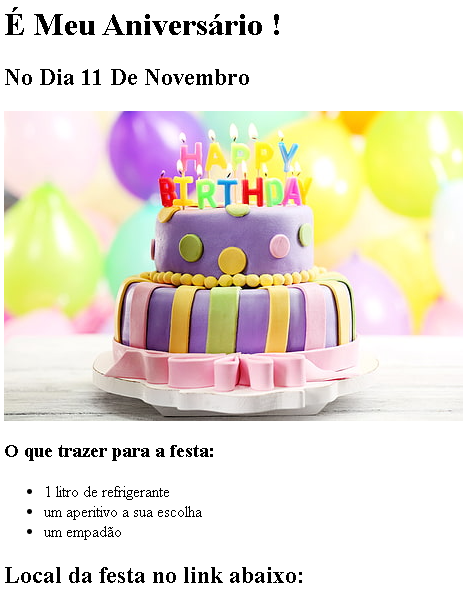 É Meu Aniversário !
No Dia 11 De Novembro
HAPPY
BIRTHDAY
O que trazer para a festa:
1 litro de refrigerante
um aperitivo a sua escolha
um empadão
Local da festa no link abaixo: